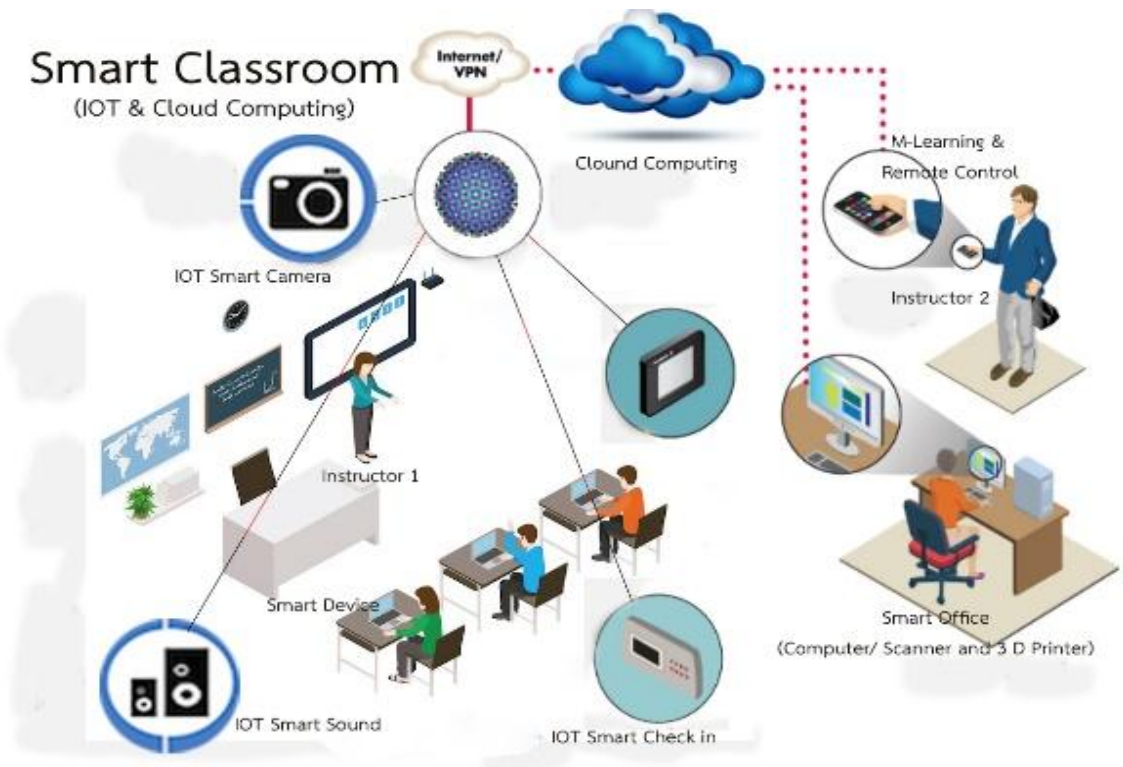 Smart Classroom
(IOT & Cloud Computing)
Internet/
VPN
Clound Computing
M-Learning &
Remote Control
IOT Smart Camera
Instructor 2
Instructor 1
Smart Device
Smart Office
(Computer/ Scanner and 3 D Printer)
IOT Smart Sound
IOT Smart Check in